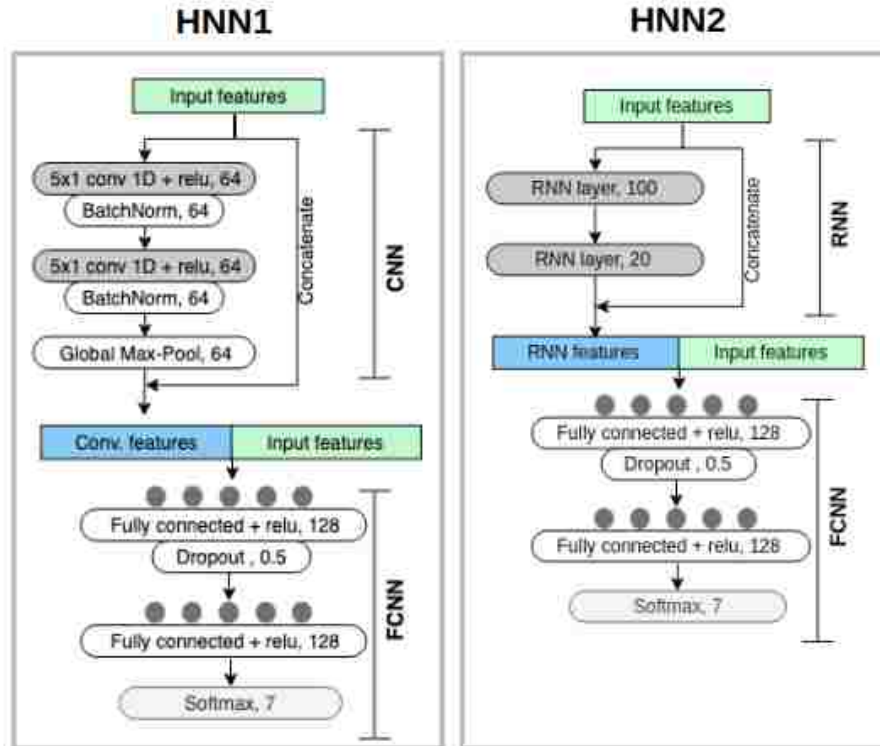 HNN1
Input features
5x1 conv 1D + relu, 64
BatchNorm, 64
5x1 conv 1D + relu, 64
BatchNorm, 64
Global Max-Pool, 64
Concatenate
CNN
Conv. features
Input features
Fully connected + relu, 128
Dropout , 0.5
Fully connected + relu, 128
Softmax, 7
FCNN
HNN2
Input features
RNN layer, 100
RNN layer, 20
Concatenate
RNN
RNN features
Input features
Fully connected + relu, 128
Dropout , 0.5
Fully connected + relu, 128
Softmax, 7
FCNN